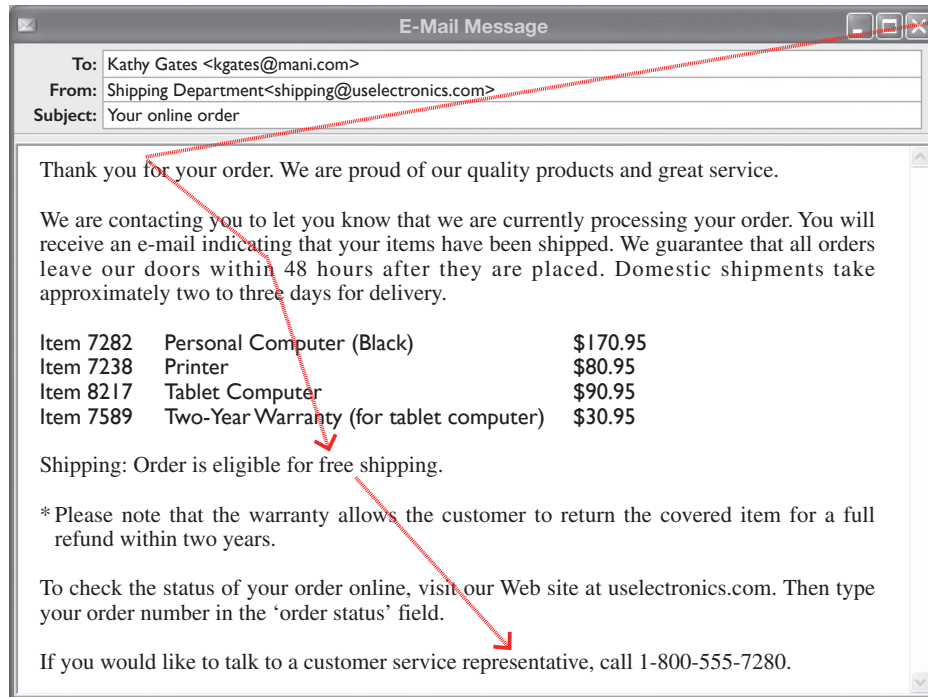 E-Mail Message
To: Kathy Gates <kgates@mani.com>
From: Shipping Department<shipping@uselectronics.com>
Subject: Your online order
Thank you for your order. We are proud of our quality products and great service.
We are contacting you to let you know that we are currently processing your order. You will
receive an e-mail indicating that your items have been shipped. We guarantee that all orders
leave our doors within 48 hours after they are placed. Domestic shipments take
approximately two to three days for delivery.
Item 7282 Personal Computer (Black) $170.95
Item 7238 Printer $80.95
Item 8217 Tablet Computer $90.95
Item 7589 Two-Year Warranty (for tablet computer) $30.95
Shipping: Order is eligible for free shipping.
* Please note that the warranty allows the customer to return the covered item for a full
refund within two years.
To check the status of your order online, visit our Web site at uselectronics.com. Then type
your order number in the ‘order status’ field.
If you would like to talk to a customer service representative, call 1-800-555-7280.